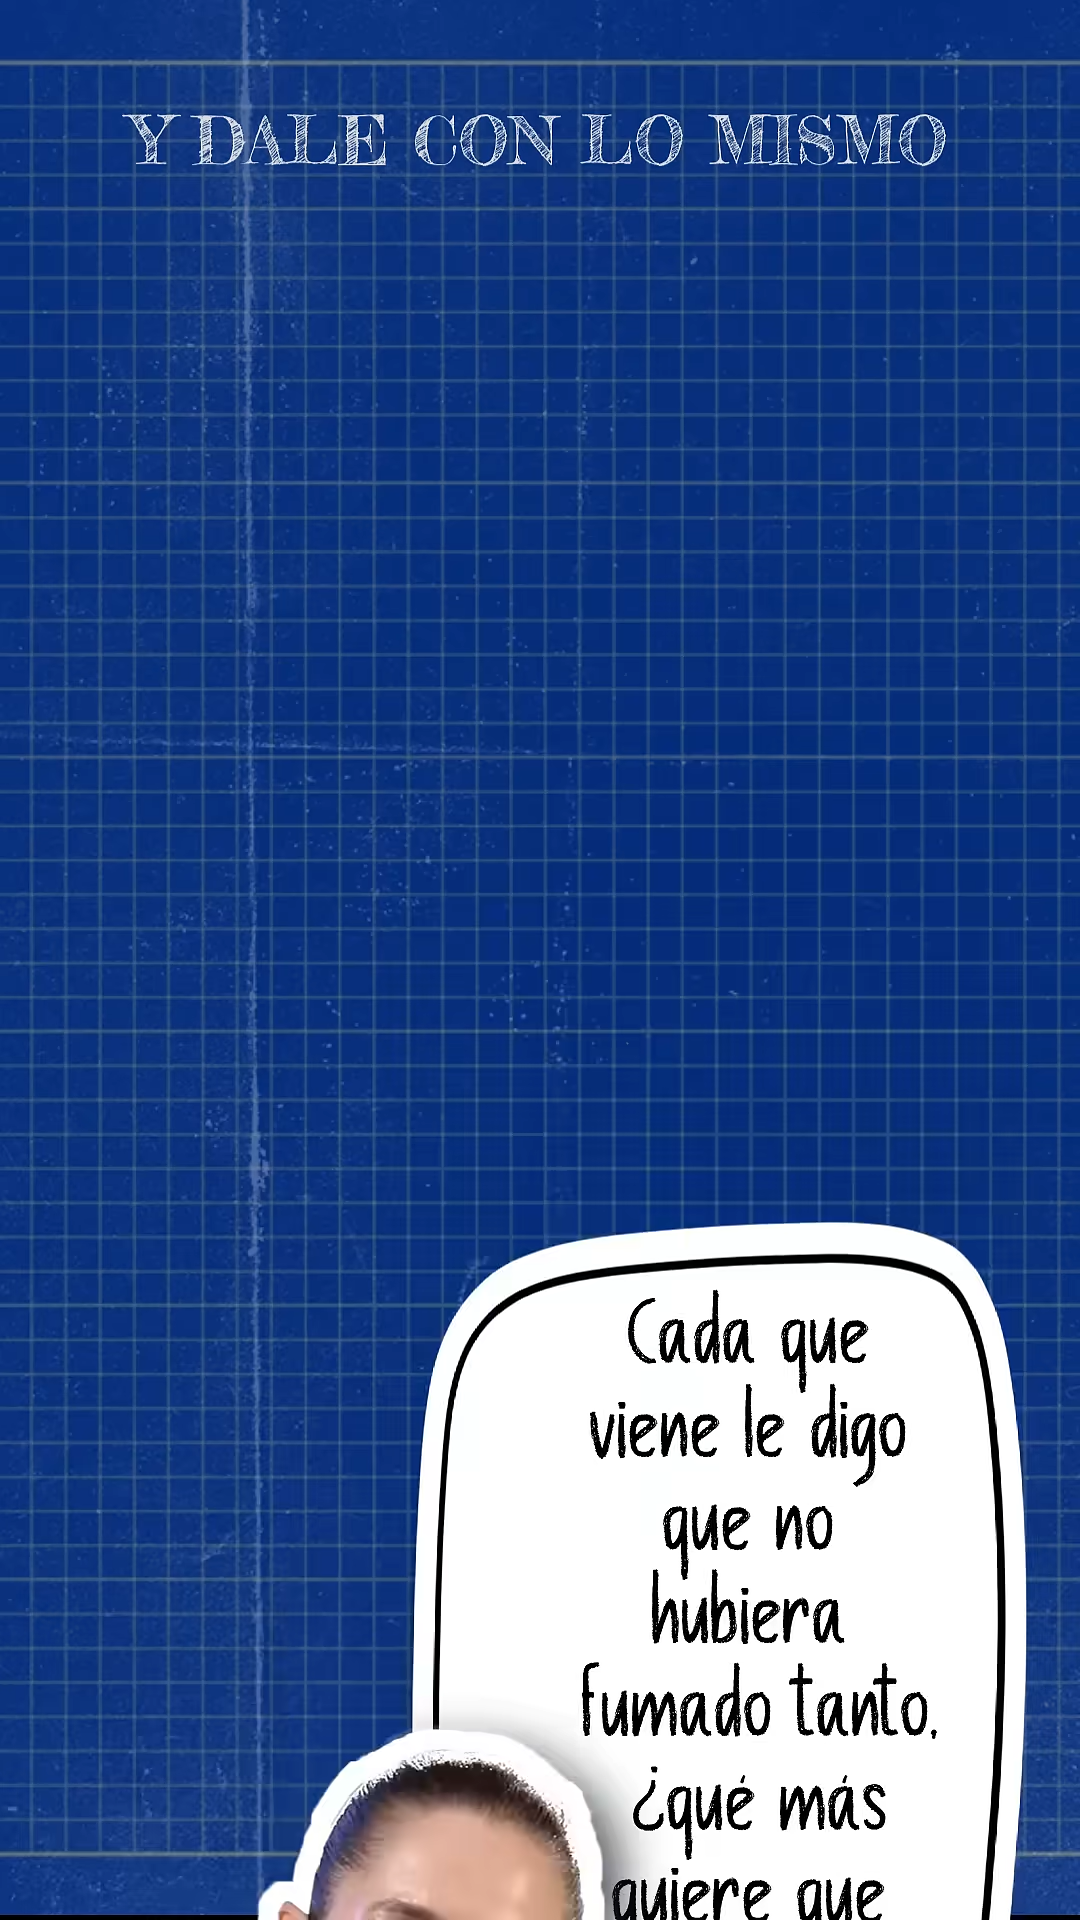 Y DALE CON LO MISMO
Cada que
viene le digo
que no
hubiera
fumado tanto,
¿qué más
quiere que